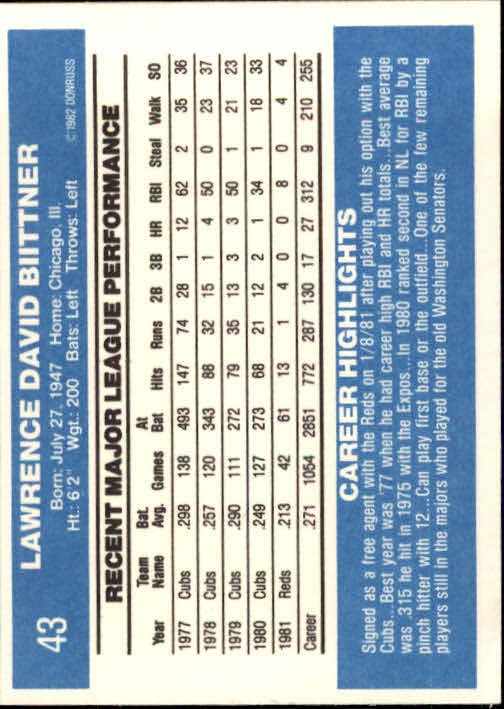 43
LAWRENCE DAVID BIITTNER
Born: July 27, 1947 Home: Chicago, Ill.
Ht.: 6'2" Wgt.: 200 Bats: Left Throws: Left
©1982 DONRUSS
RECENT MAJOR LEAGUE PERFORMANCE
Year Team Name Bat. Avg. Games At Bat Hits Runs 2B 3B HR RBI Steal Walk SO
1977 Cubs .298 138 493 147 74 28 1 12 62 2 35 36
1978 Cubs .257 120 343 88 32 15 1 4 50 0 23 37
1979 Cubs .290 111 272 79 35 13 3 3 50 1 21 23
1980 Cubs .249 127 273 68 21 12 2 1 34 1 18 33
1981 Reds .213 42 61 13 1 4 0 0 8 0 4 4
Career .271 1054 2851 772 287 130 17 27 312 9 210 255
CAREER HIGHLIGHTS
Signed as a free agent with the Reds on 1/8/81 after playing out his option with the
Cubs...Best year was '77 when he had career high RBI and HR totals...Best average
was .315 he hit in 1975 with the Expos...In 1980 ranked second in NL for RBI by a
pinch hitter with 12...Can play first base or the outfield...One of the few remaining
players still in the majors who played for the old Washington Senators.